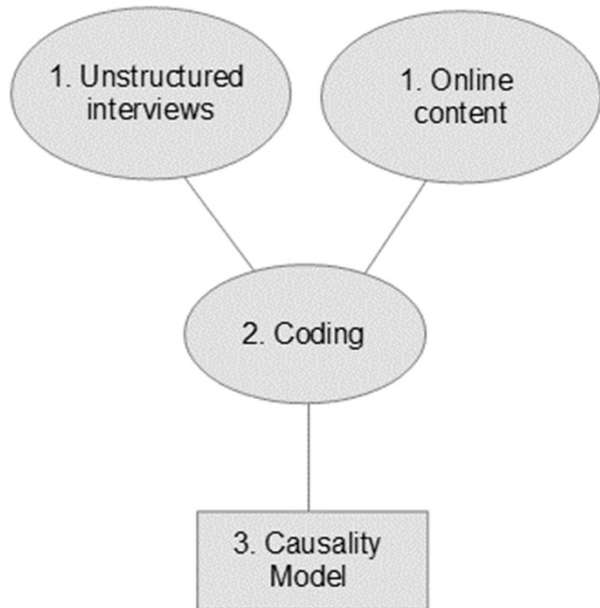 1. Unstructured
interviews
1. Online
content
2. Coding
3. Causality
Model